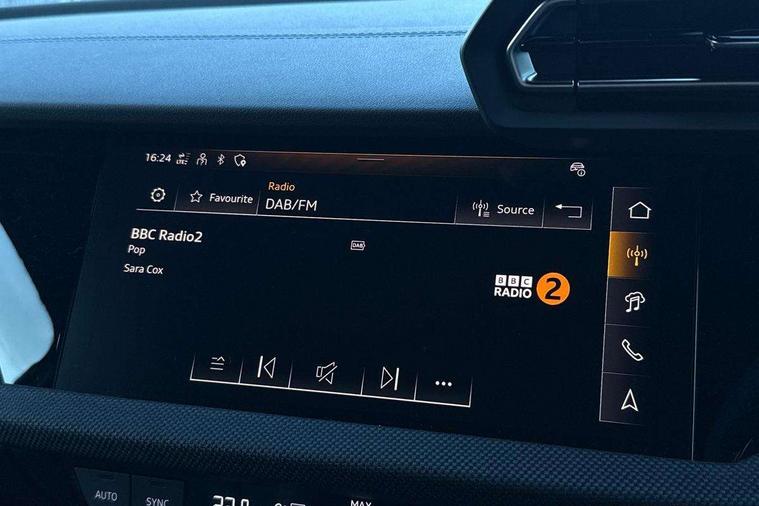 16:24 LTE
Radio
Favourite DAB/FM Source
BBC Radio2
DAB
Pop
Sara Cox
BBC
RADIO 2
AUTO SYNC MAX